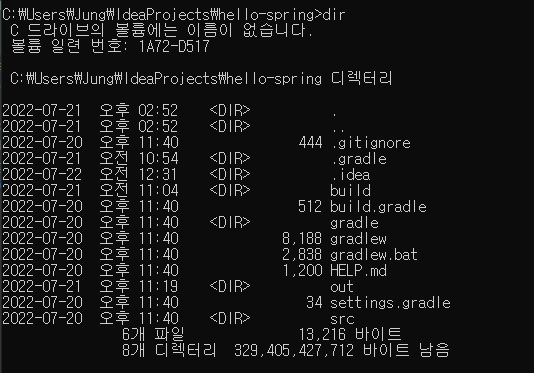 C:₩Users₩Jung₩IdeaProjects₩hello-spring>dir
 C 드라이브의 볼륨에는 이름이 없습니다.
 볼륨 일련 번호: 1A72-D517

 C:₩Users₩Jung₩IdeaProjects₩hello-spring 디렉터리

2022-07-21  오후 02:52    <DIR>          .
2022-07-21  오후 02:52    <DIR>          ..
2022-07-20  오후 11:40               444 .gitignore
2022-07-21  오전 10:54    <DIR>          .gradle
2022-07-22  오전 12:31    <DIR>          .idea
2022-07-21  오전 11:04    <DIR>          build
2022-07-20  오후 11:40               512 build.gradle
2022-07-20  오후 11:40    <DIR>          gradle
2022-07-20  오후 11:40             8,188 gradlew
2022-07-20  오후 11:40             2,838 gradlew.bat
2022-07-20  오후 11:40             1,200 HELP.md
2022-07-21  오후 11:19    <DIR>          out
2022-07-20  오후 11:40                34 settings.gradle
2022-07-20  오후 11:40    <DIR>          src
               6개 파일              13,216 바이트
               8개 디렉터리  329,405,427,712 바이트 남음